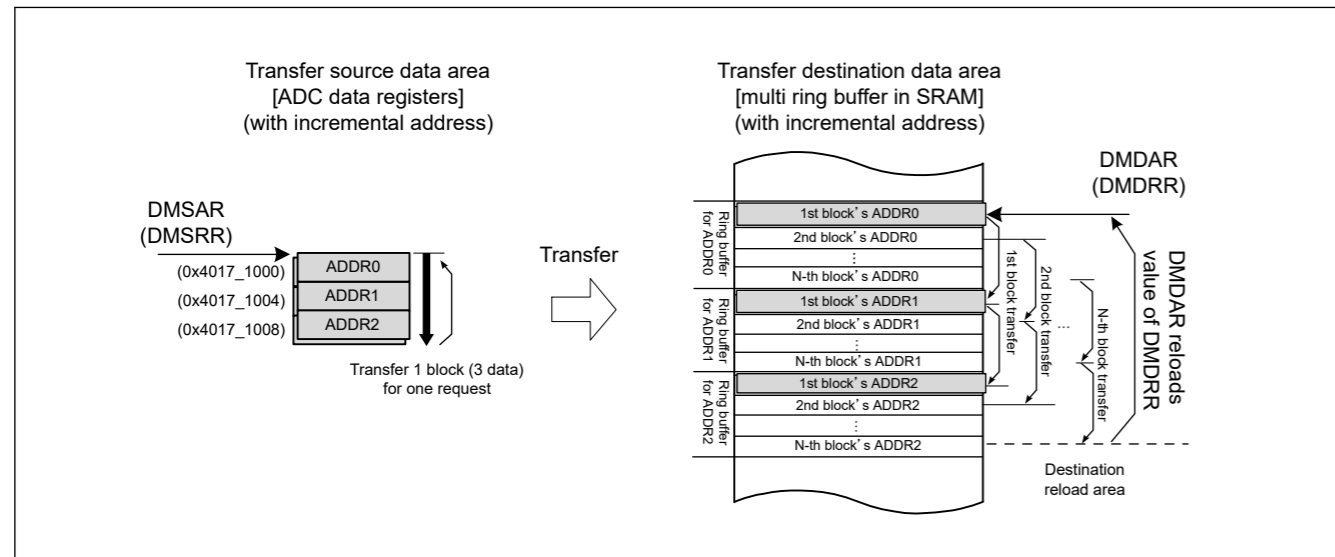 Transfer source data area
[ADC data registers]
(with incremental address)
DMSAR
(DMSRR)
(0x4017_1000)
ADDR0
(0x4017_1004)
ADDR1
(0x4017_1008)
ADDR2
Transfer 1 block (3 data)
for one request
Transfer
Transfer destination data area
[multi ring buffer in SRAM]
(with incremental address)
DMDAR
(DMDRR)
Ring buffer
for ADDR0
1st block’s ADDR0
2nd block’s ADDR0
⋮
N-th block’s ADDR0
Ring buffer
for ADDR1
1st block’s ADDR1
2nd block’s ADDR1
⋮
N-th block’s ADDR1
Ring buffer
for ADDR2
1st block’s ADDR2
2nd block’s ADDR2
⋮
N-th block’s ADDR2
1st block transfer
2nd block transfer
...
N-th block transfer
DMDAR reloads
value of DMDRR
Destination
reload area